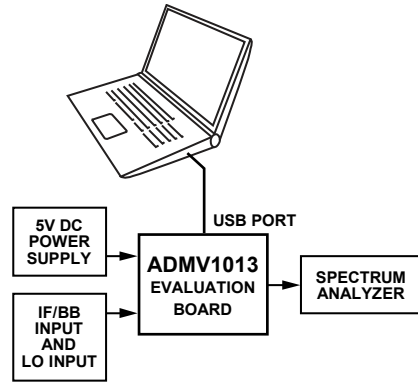 USB PORT
5V DC
POWER
SUPPLY
ADMV1013
EVALUATION
BOARD
SPECTRUM
ANALYZER
IF/BB
INPUT
AND
LO INPUT